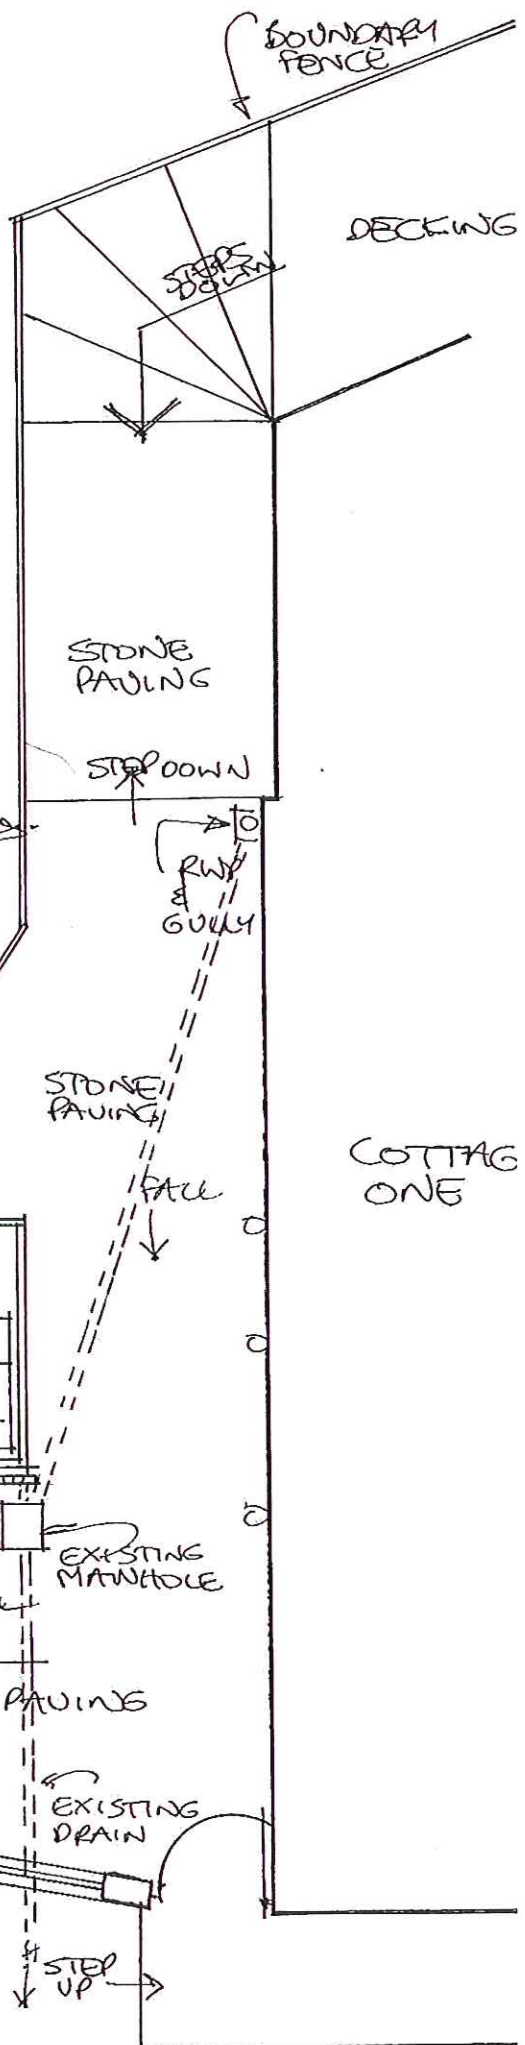 BOUNDARY
FENCE
DECKING
STEPS
DOWN
STONE
PAVING
STEP DOWN
RWP
&
GULLY
STONE
PAVING
FALL
COTTAG
ONE
EXISTING
MANHOLE
PAVING
EXISTING
DRAIN
STEP
UP